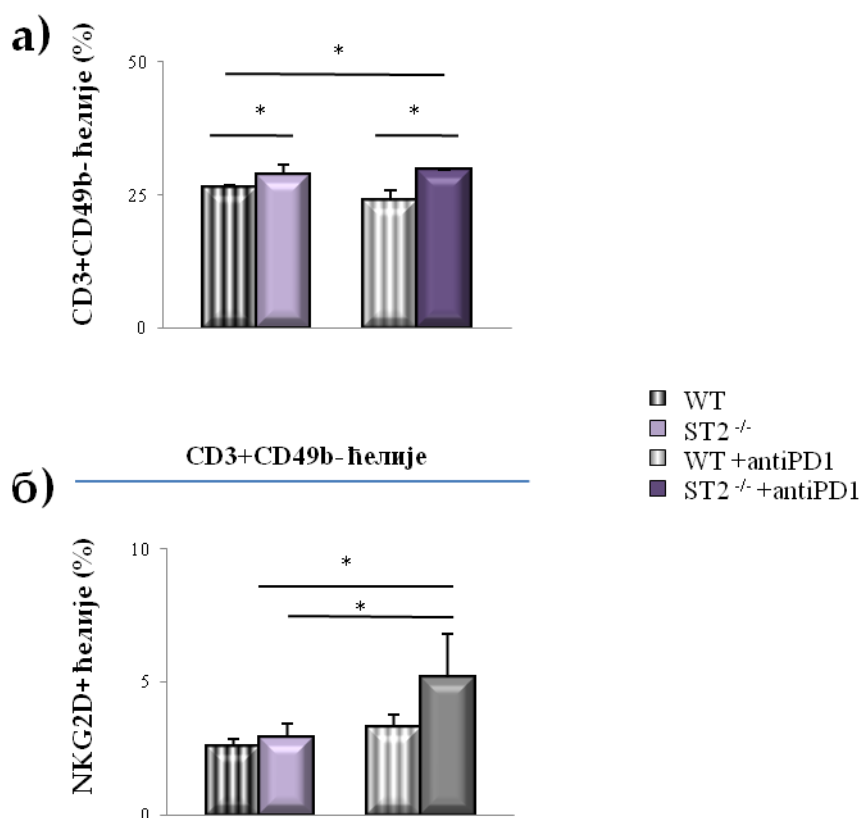 а)
CD3+CD49b- ћелије (%)
50
25
0
*
*
*
WT
ST2 -/-
WT +antiPD1
ST2 -/- +antiPD1
CD3+CD49b- ћелије
б)
NKG2D+ ћелије (%)
10
5
0
*
*